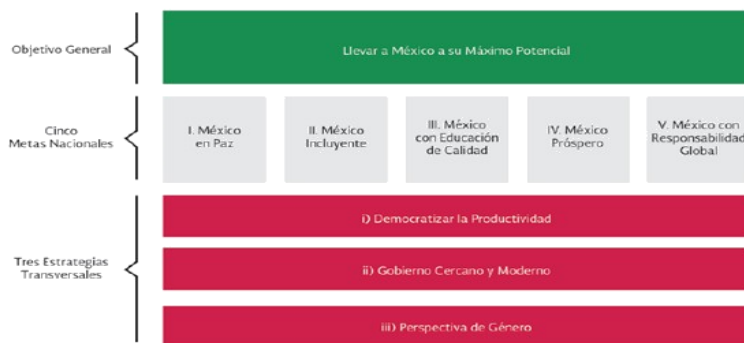 Objetivo General
Llevar a México a su Máximo Potencial
Cinco
Metas Nacionales
I. México
en Paz
II. México
Incluyente
III. México
con Educación
de Calidad
IV. México
Próspero
V. México con
Responsabilidad
Global
Tres Estrategias
Transversales
i) Democratizar la Productividad
ii) Gobierno Cercano y Moderno
iii) Perspectiva de Género